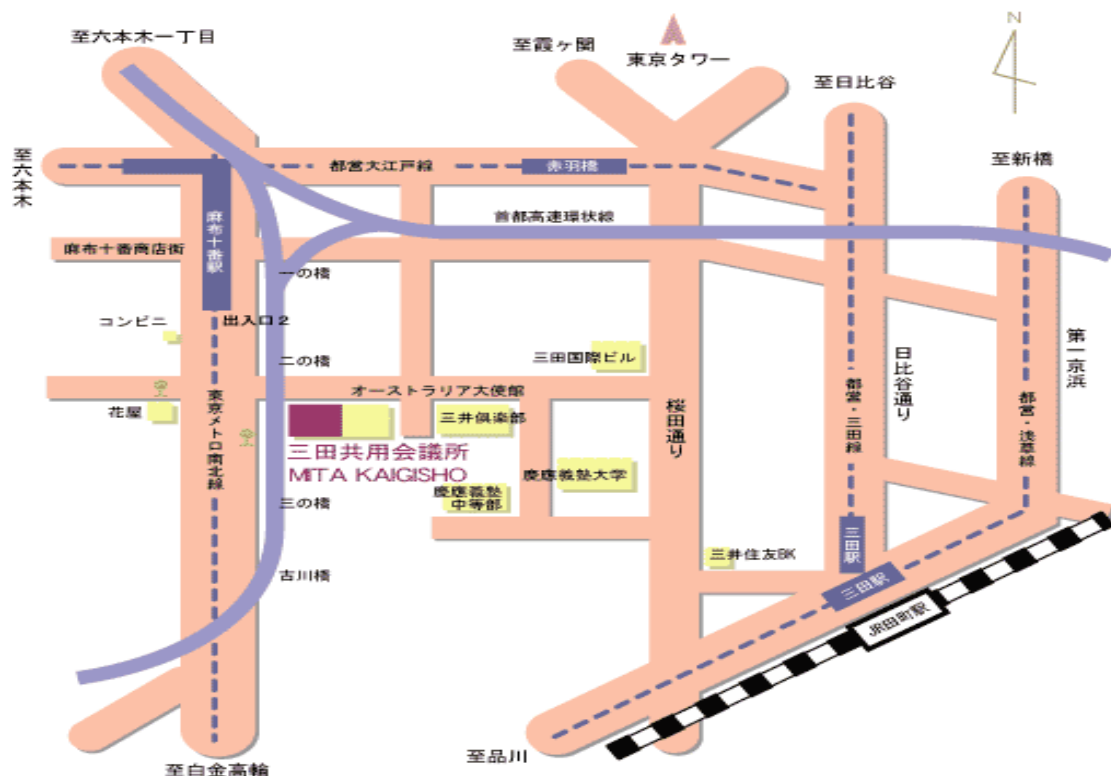 至六本木一丁目
至霞ヶ関
東京タワー
N
至日比谷
至新橋
至六本木
都営大江戸線
赤羽橋
麻布十番駅
首都高速環状線
麻布十番商店街
一の橋
コンビニ
出入口2
二の橋
三田国際ビル
第一京浜
日比谷通り
オーストラリア大使館
花屋
東京メトロ南北線
三井倶楽部
桜田通り
都営・三田線
都営・浅草線
三田共用会議所
MITA KAIGISHO
慶應義塾大学
慶應義塾
中等部
三の橋
三井住友BK
三田駅
古川橋
三田駅
JR田町駅
至品川
至白金高輪